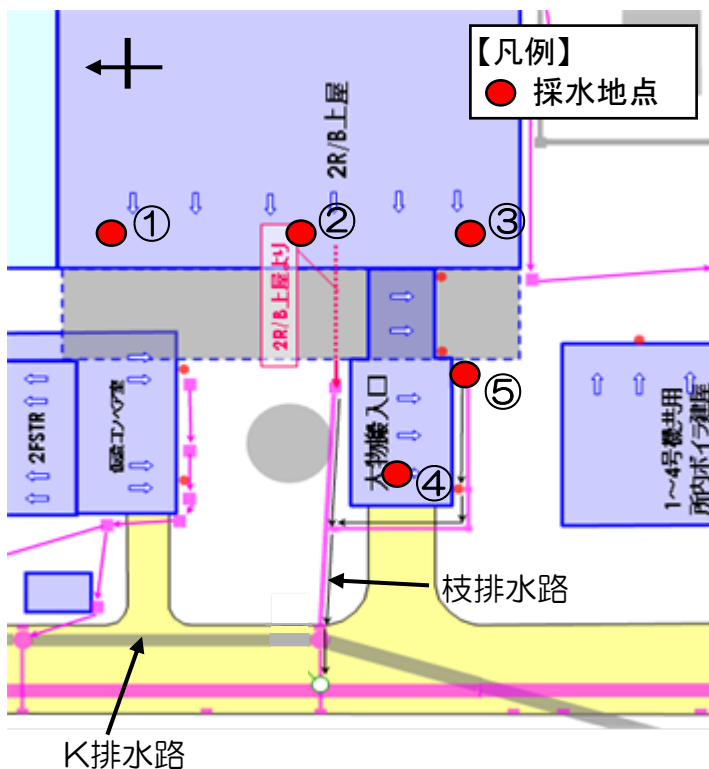 【凡例】
採水地点
2R/B上屋
①
②
③
2R/B上屋より
⑤
2FSTR
仮設コンベア室
大物搬入口
④
1～4号機共用
所内ボイラ建屋
枝排水路
K排水路